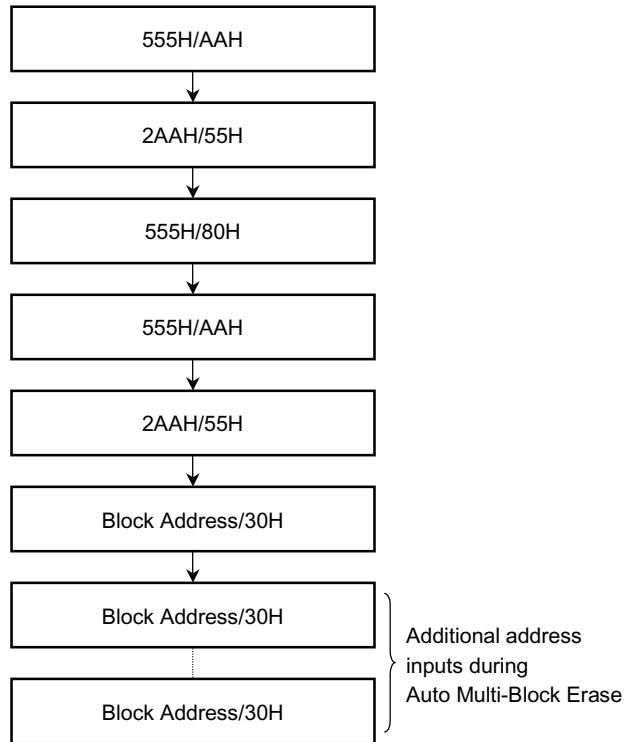 555H/AAH
2AAH/55H
555H/80H
555H/AAH
2AAH/55H
Block Address/30H
Block Address/30H
Block Address/30H
Additional address
inputs during
Auto Multi-Block Erase